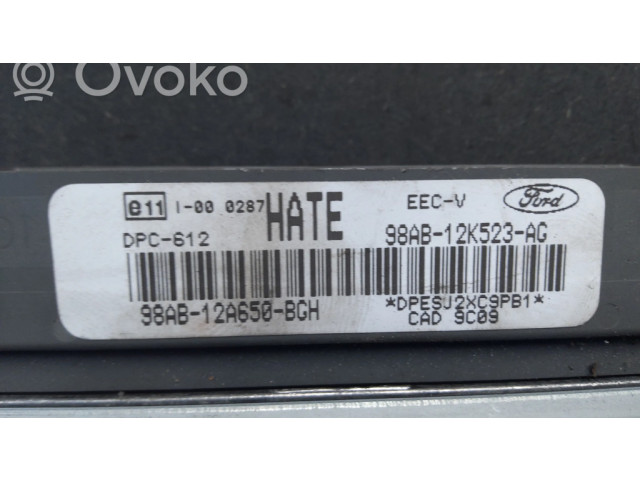 Ovoko
e11 I-00 0287 HATE EEC-V Ford
DPC-612 98AB-12K523-AG
98AB-12A650-BGH *DPESJ2XC9PB1*
CAD 9C09